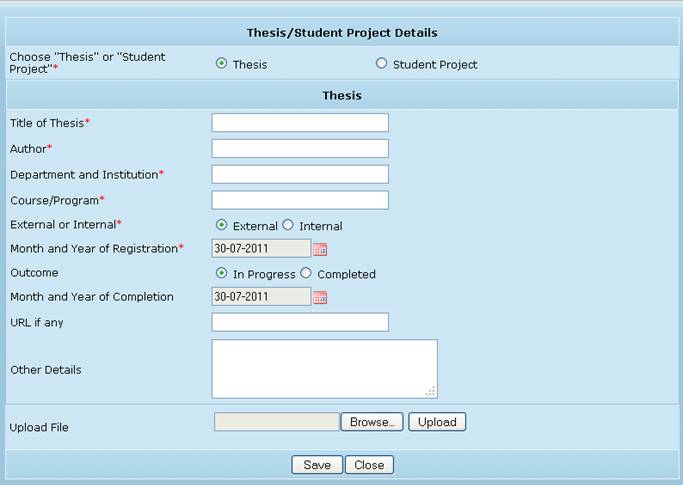 Thesis/Student Project Details
Choose "Thesis" or "Student
Project"* Thesis Student Project
Thesis
Title of Thesis*
Author*
Department and Institution*
Course/Program*
External or Internal* External Internal
Month and Year of Registration* 30-07-2011
Outcome In Progress Completed
Month and Year of Completion 30-07-2011
URL if any
Other Details
Upload File Browse... Upload
Save Close